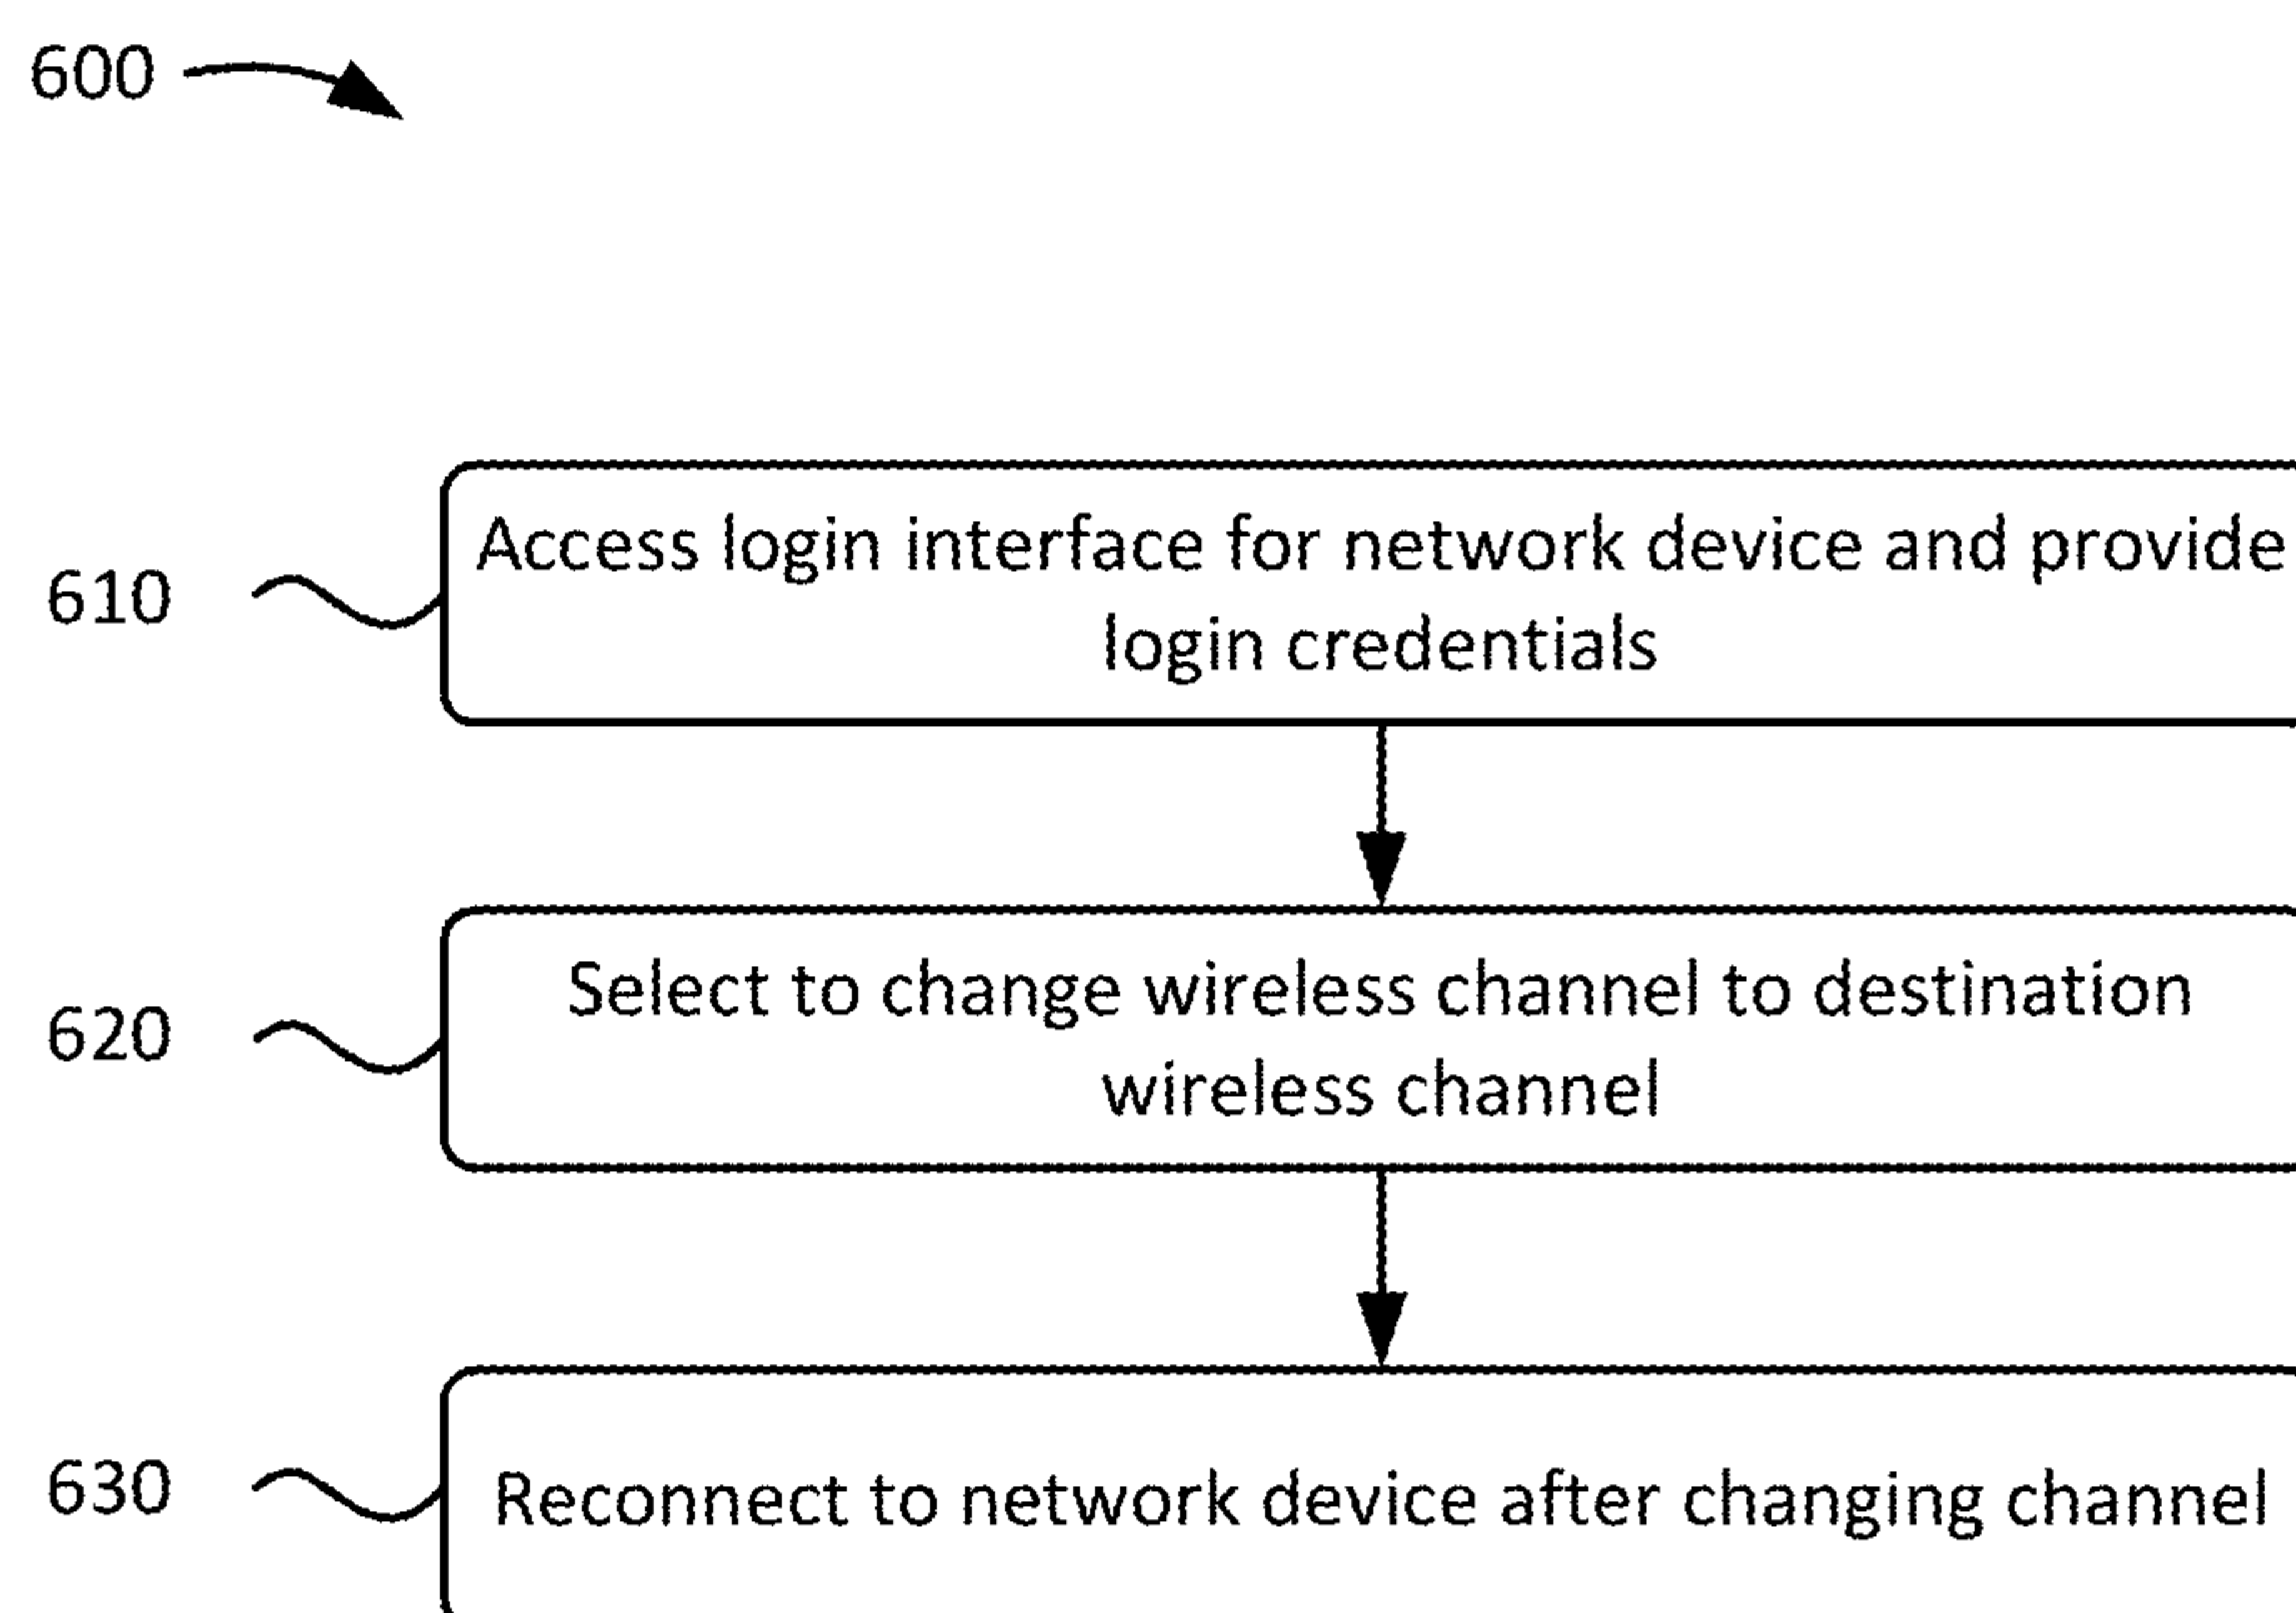 600
610
Access login interface for network device and provide
login credentials
620
Select to change wireless channel to destination
wireless channel
630
Reconnect to network device after changing channel